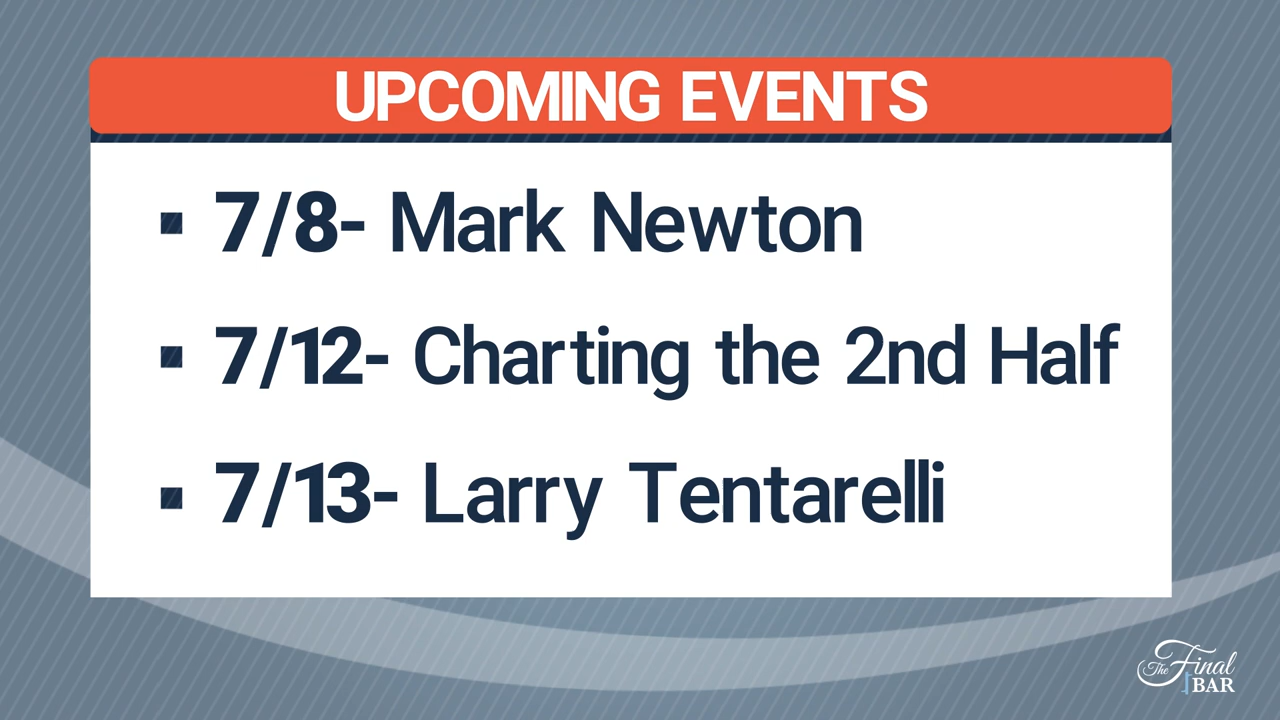 UPCOMING EVENTS
▪ 7/8- Mark Newton
▪ 7/12- Charting the 2nd Half
▪ 7/13- Larry Tentarelli
The Final
BAR